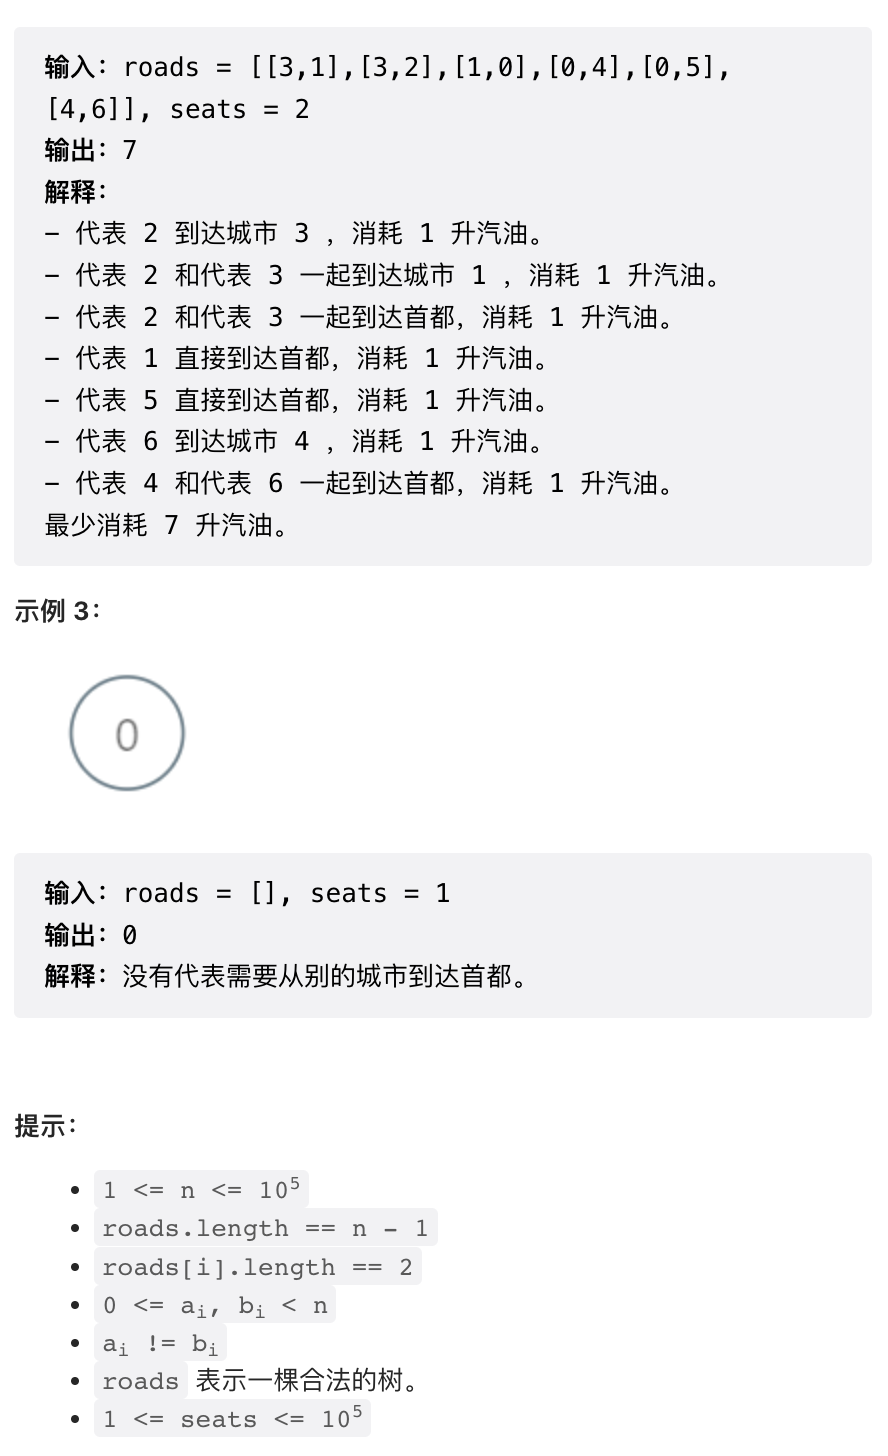 输入：roads = [[3,1],[3,2],[1,0],[0,4],[0,5],
[4,6]], seats = 2
输出：7
解释：
- 代表 2 到达城市 3 ，消耗 1 升汽油。
- 代表 2 和代表 3 一起到达城市 1 ，消耗 1 升汽油。
- 代表 2 和代表 3 一起到达首都，消耗 1 升汽油。
- 代表 1 直接到达首都，消耗 1 升汽油。
- 代表 5 直接到达首都，消耗 1 升汽油。
- 代表 6 到达城市 4 ，消耗 1 升汽油。
- 代表 4 和代表 6 一起到达首都，消耗 1 升汽油。
最少消耗 7 升汽油。
示例 3：
0
输入：roads = [], seats = 1
输出：0
解释：没有代表需要从别的城市到达首都。
提示：
• 1 <= n <= 10⁵
• roads.length == n - 1
• roads[i].length == 2
• 0 <= aᵢ, bᵢ < n
• aᵢ != bᵢ
• roads 表示一棵合法的树。
• 1 <= seats <= 10⁵